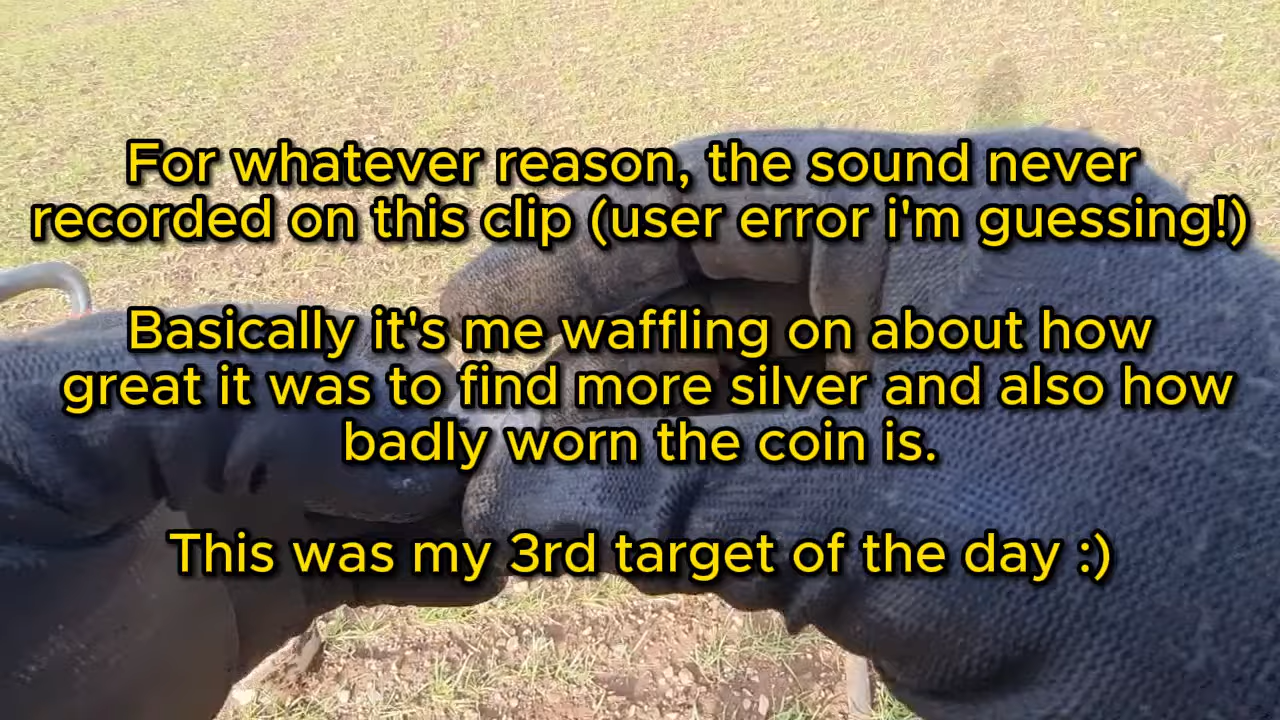 For whatever reason, the sound never
recorded on this clip (user error i'm guessing!)
Basically it's me waffling on about how
great it was to find more silver and also how
badly worn the coin is.
This was my 3rd target of the day :)